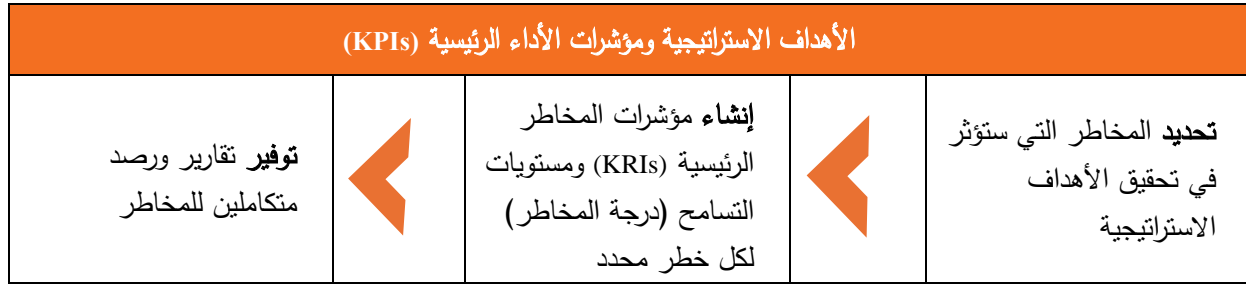 الأهداف الاستراتيجية ومؤشرات الأداء الرئيسية (KPIs)
تحديد المخاطر التي ستؤثر
في تحقيق الأهداف
الاستراتيجية
إنشاء مؤشرات المخاطر
الرئيسية (KRIs) ومستويات
التسامح (درجة المخاطر)
لكل خطر محدد
توفير تقارير ورصد
متكاملين للمخاطر